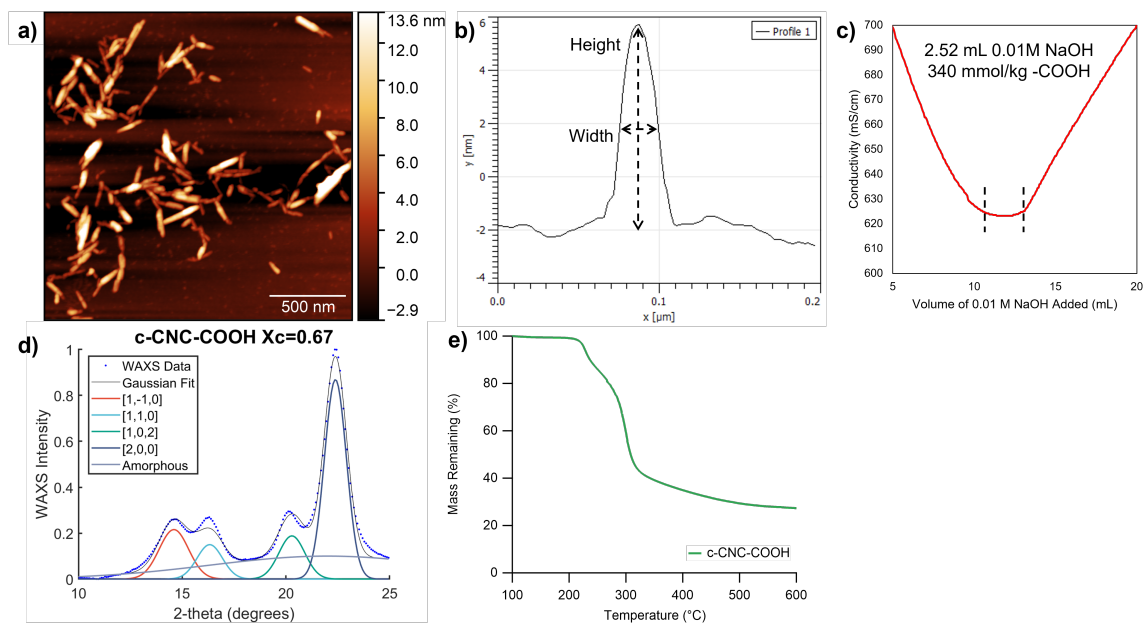 a)
13.6 nm
12.0
10.0
8.0
6.0
4.0
2.0
0.0
−2.9
500 nm
b)
6
4
2
0
-2
-4
y [nm]
Height
Width
Profile 1
0.0
0.1
0.2
x [µm]
c)
700
690
680
670
660
650
640
630
620
610
600
Conductivity (mS/cm)
2.52 mL 0.01M NaOH
340 mmol/kg -COOH
5
10
15
20
Volume of 0.01 M NaOH Added (mL)
d)
c-CNC-COOH Xc=0.67
1
0.8
0.6
0.4
0.2
0
WAXS Intensity
WAXS Data
Gaussian Fit
[1,-1,0]
[1,1,0]
[1,0,2]
[2,0,0]
Amorphous
10
15
20
25
2-theta (degrees)
e)
100
80
60
40
20
0
Mass Remaining (%)
c-CNC-COOH
100
200
300
400
500
600
Temperature (°C)